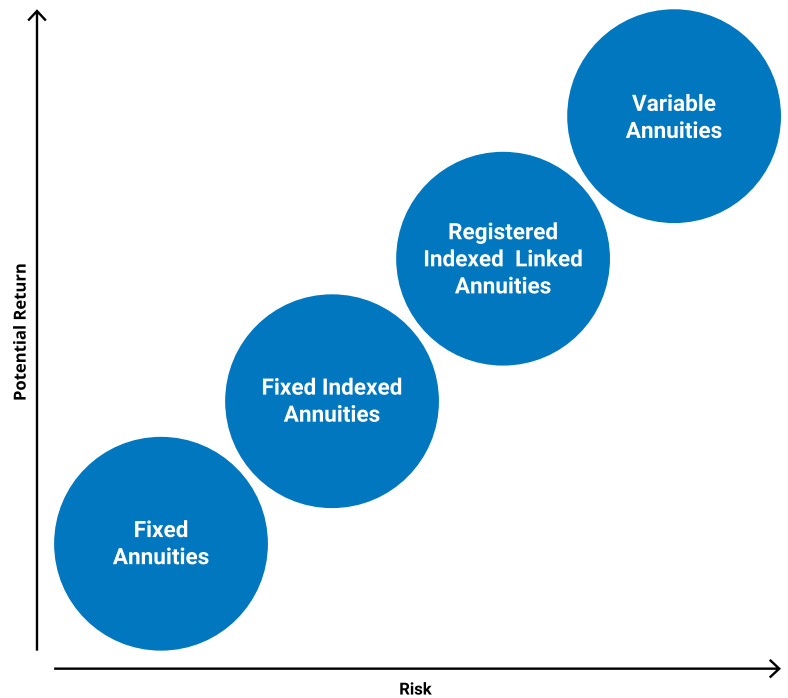 Variable
Annuities
Registered
Indexed  Linked
Annuities
Fixed Indexed
Annuities
Fixed
Annuities
Potential Return
Risk